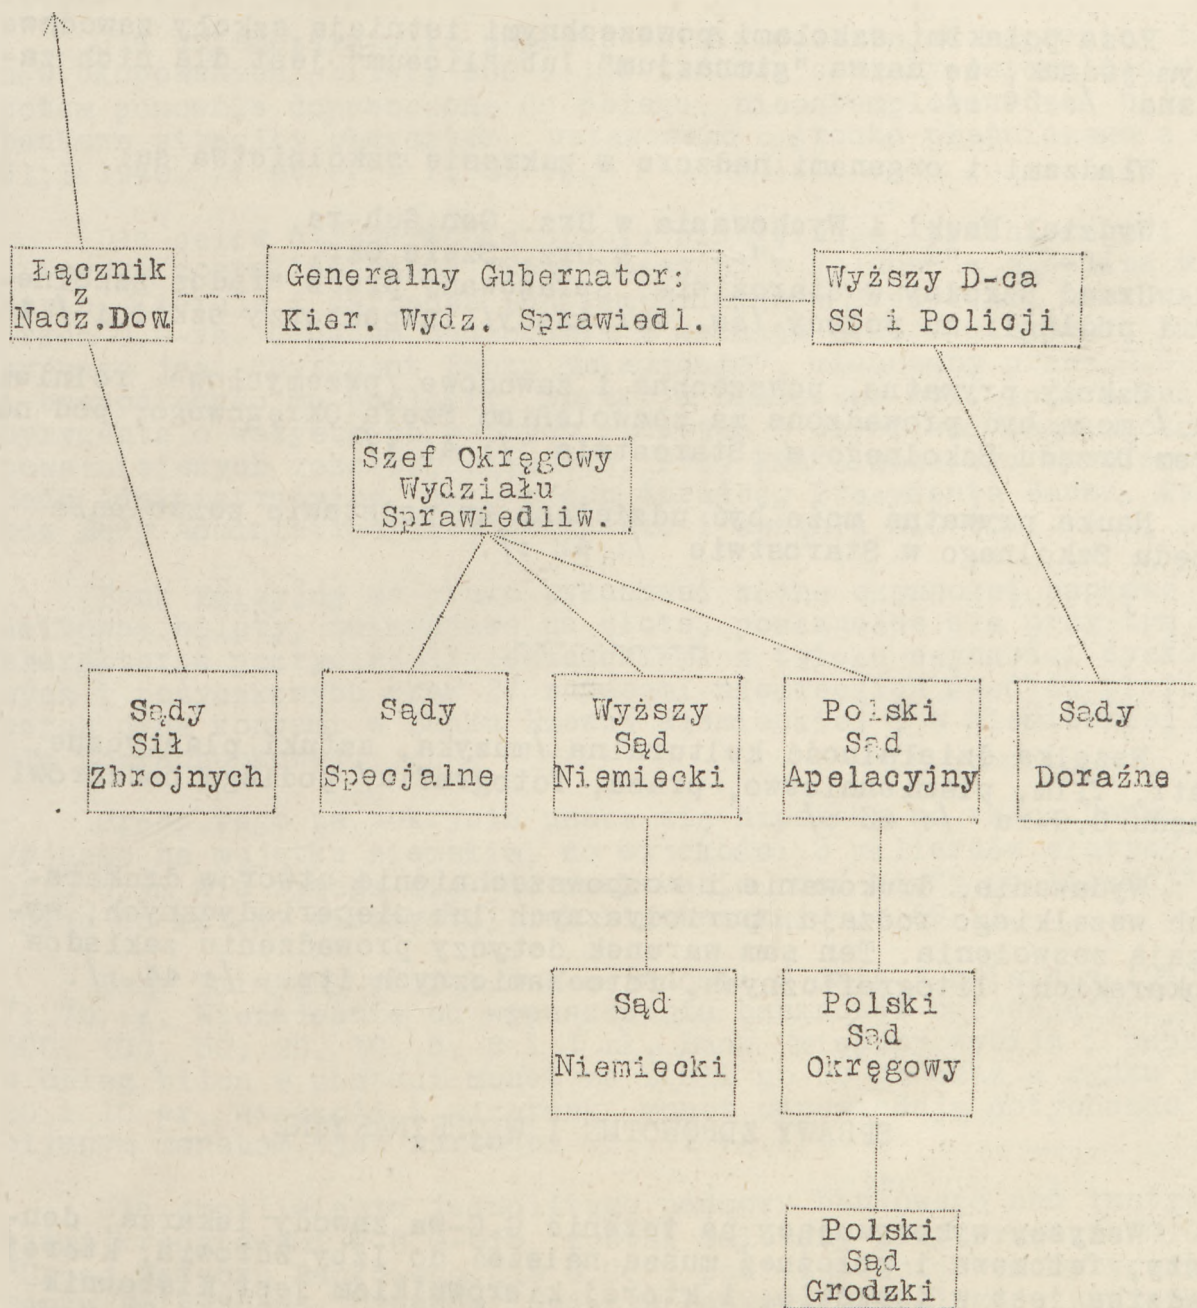 Łącznik
z
Nacz.Dow.
Generalny Gubernator:
Kier. Wydz. Sprawiedl.
Wyższy D-ca
SS i Policji
Szef Okręgowy
Wydziału
Sprawiedliw.
Sądy
Sił
Zbrojnych
Sądy
Specjalne
Wyższy
Sąd
Niemiecki
Polski
Sąd
Apelacyjny
Sądy
Doraźne
Sąd
Niemiecki
Polski
Sąd
Okręgowy
Polski
Sąd
Grodzki